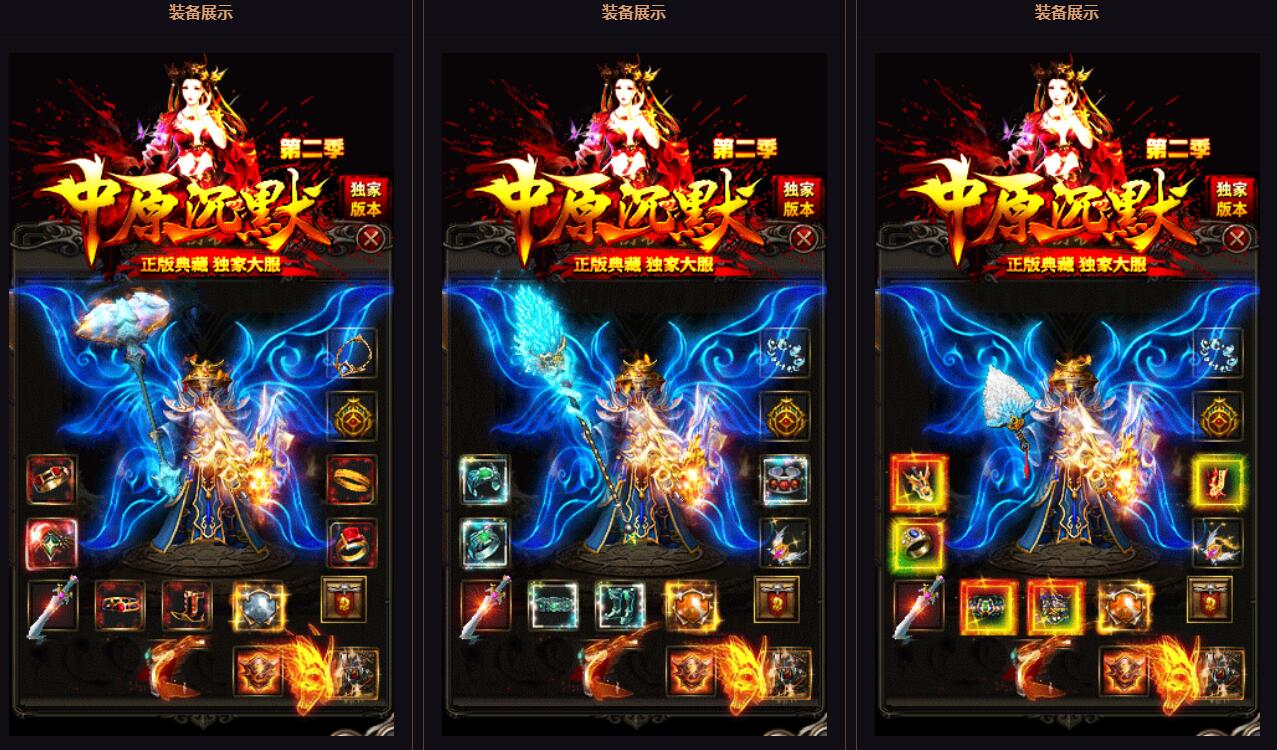 装备展示
第二季
中原沉默
独家
版本
正版典藏 独家大服
装备展示
第二季
中原沉默
独家
版本
正版典藏 独家大服
装备展示
第二季
中原沉默
独家
版本
正版典藏 独家大服